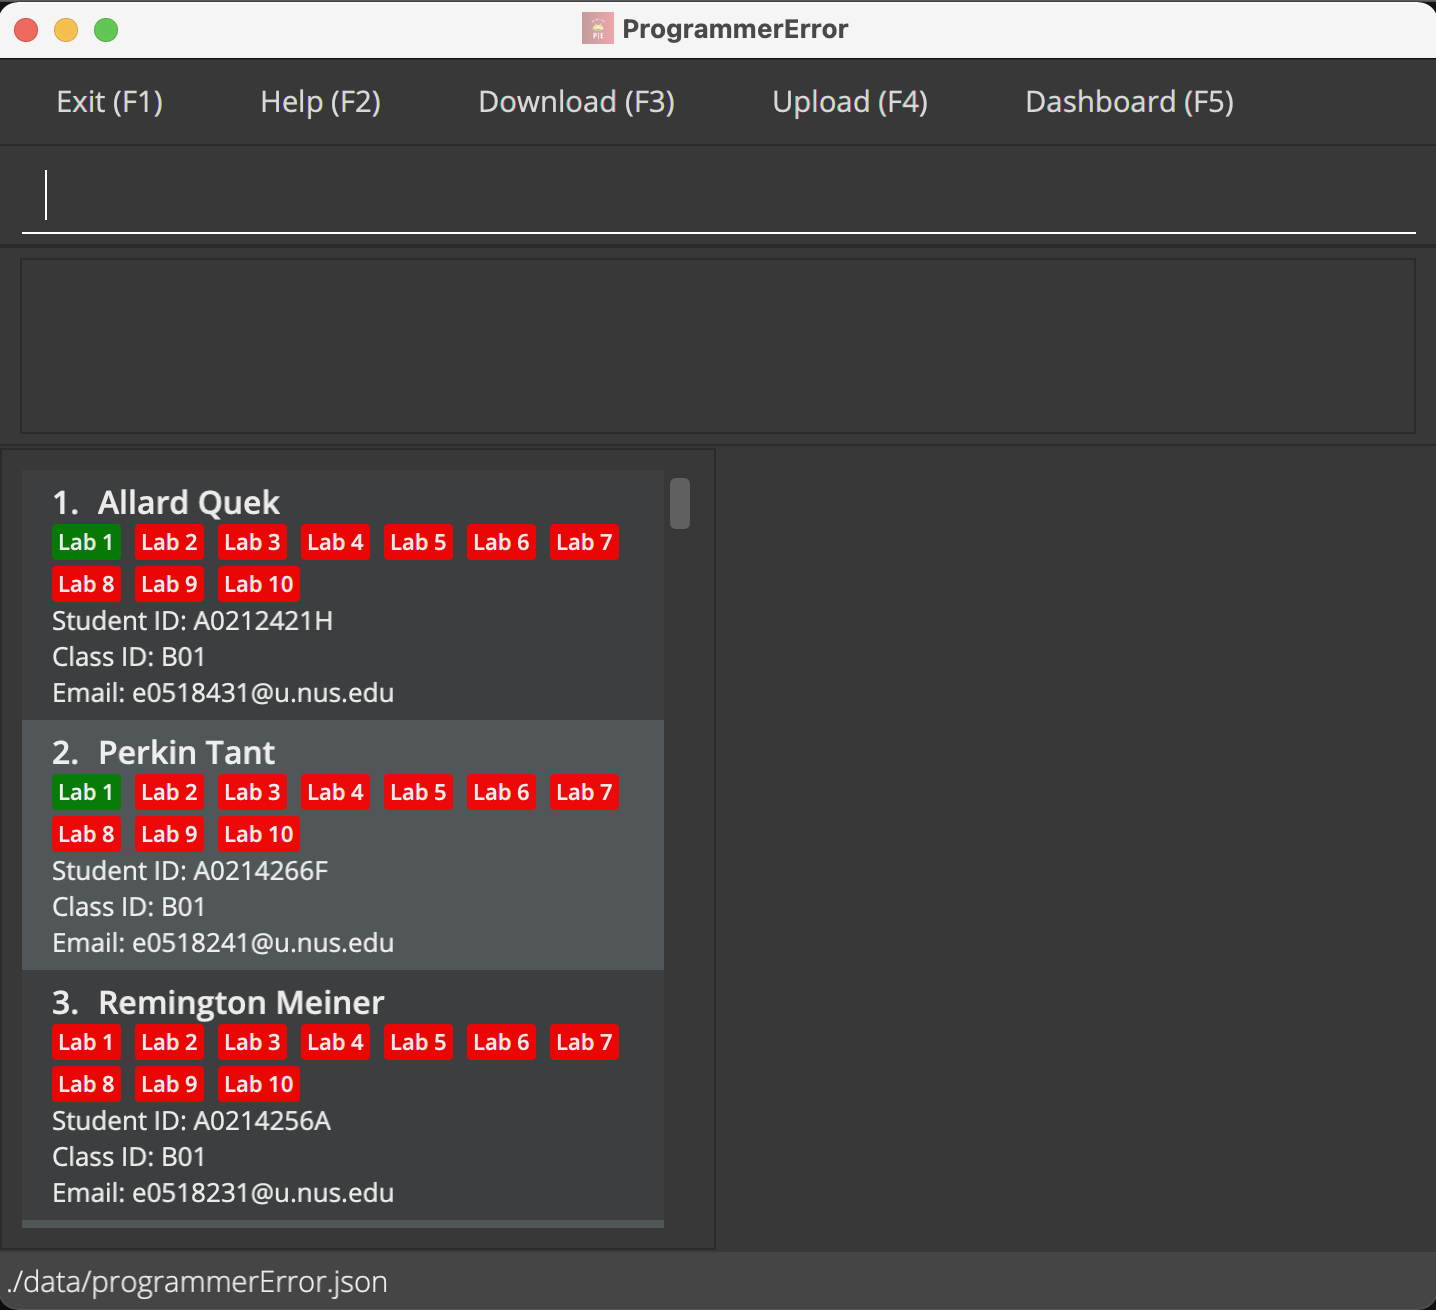 ProgrammerError
Exit (F1) Help (F2) Download (F3) Upload (F4) Dashboard (F5)
1. Allard Quek
Lab 1 Lab 2 Lab 3 Lab 4 Lab 5 Lab 6 Lab 7
Lab 8 Lab 9 Lab 10
Student ID: A0212421H
Class ID: B01
Email: e0518431@u.nus.edu
2. Perkin Tant
Lab 1 Lab 2 Lab 3 Lab 4 Lab 5 Lab 6 Lab 7
Lab 8 Lab 9 Lab 10
Student ID: A0214266F
Class ID: B01
Email: e0518241@u.nus.edu
3. Remington Meiner
Lab 1 Lab 2 Lab 3 Lab 4 Lab 5 Lab 6 Lab 7
Lab 8 Lab 9 Lab 10
Student ID: A0214256A
Class ID: B01
Email: e0518231@u.nus.edu
./data/programmerError.json